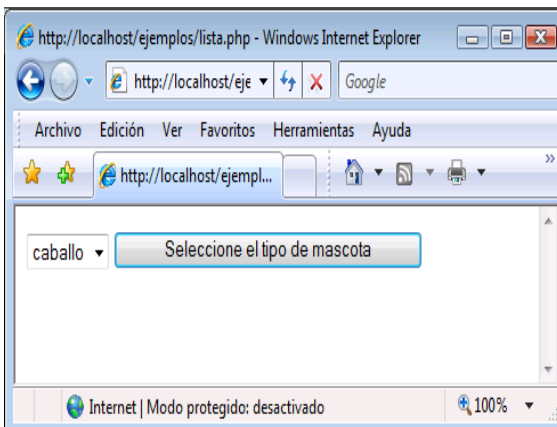 http://localhost/ejemplos/lista.php - Windows Internet Explorer
http://localhost/eje
Google
Archivo Edición Ver Favoritos Herramientas Ayuda
http://localhost/ejempl... »
caballo Seleccione el tipo de mascota
Internet | Modo protegido: desactivado 100%